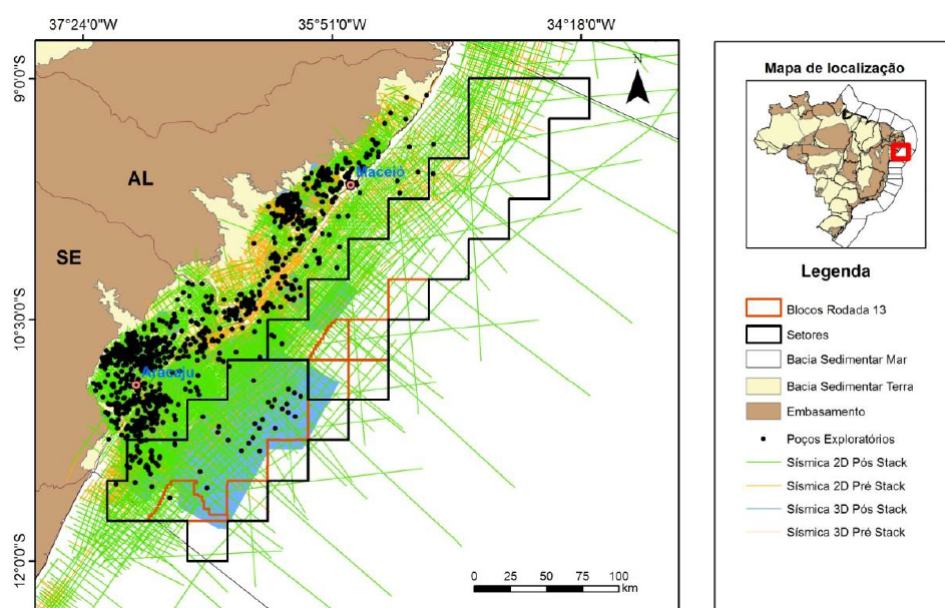 37°24'0"W
35°51'0"W
34°18'0"W
9°0'0"S
10°30'0"S
12°0'0"S
N
AL
SE
Maceió
Aracaju
0 25 50 75 100
km
Mapa de localização
Legenda
Blocos Rodada 13
Setores
Bacia Sedimentar Mar
Bacia Sedimentar Terra
Embasamento
Poços Exploratórios
Sísmica 2D Pós Stack
Sísmica 2D Pré Stack
Sísmica 3D Pós Stack
Sísmica 3D Pré Stack